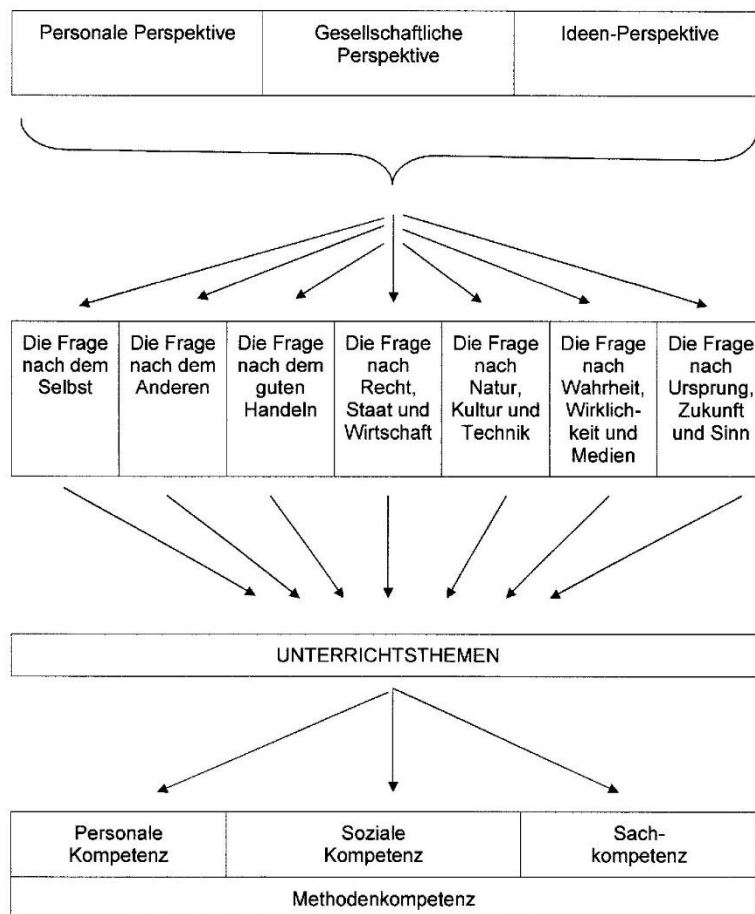 Personale Perspektive
Gesellschaftliche
Perspektive
Ideen-Perspektive
Die Frage
nach dem
Selbst
Die Frage
nach dem
Anderen
Die Frage
nach dem
guten
Handeln
Die Frage
nach
Recht,
Staat und
Wirtschaft
Die Frage
nach
Natur,
Kultur und
Technik
Die Frage
nach
Wahrheit,
Wirklich-
keit und
Medien
Die Frage
nach
Ursprung,
Zukunft
und Sinn
UNTERRICHTSTHEMEN
Personale
Kompetenz
Soziale
Kompetenz
Sach-
kompetenz
Methodenkompetenz